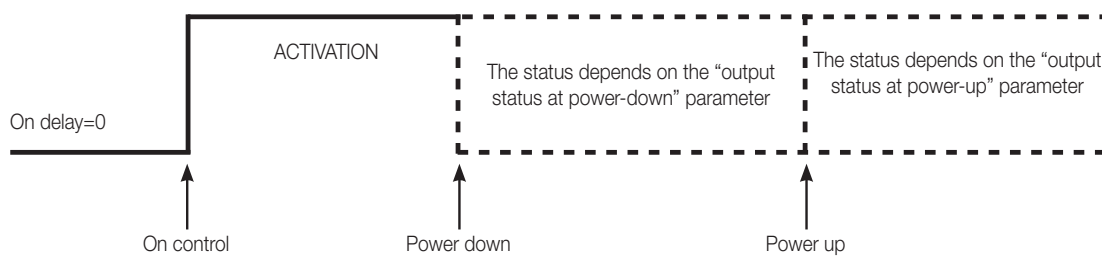 ACTIVATION
The status depends on the “output
status at power-down” parameter
The status depends on the “output
status at power-up” parameter
On delay=0
On control
Power down
Power up